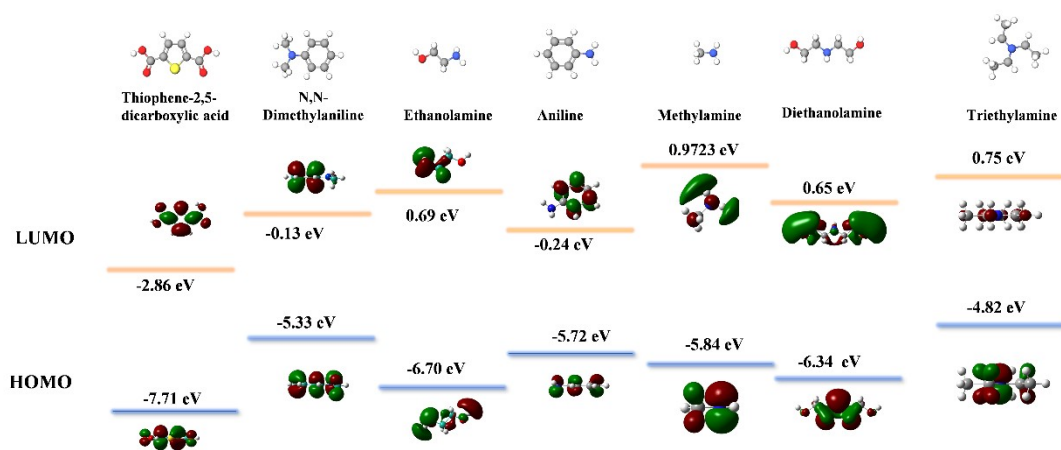 Thiophene-2,5-
dicarboxylic acid
N,N-
Dimethylaniline
Ethanolamine
Aniline
Methylamine
Diethanolamine
Triethylamine
LUMO
-2.86 eV
-0.13 eV
0.69 eV
-0.24 eV
0.9723 eV
0.65 eV
0.75 eV
HOMO
-7.71 eV
-5.33 eV
-6.70 eV
-5.72 eV
-5.84 eV
-6.34 eV
-4.82 eV